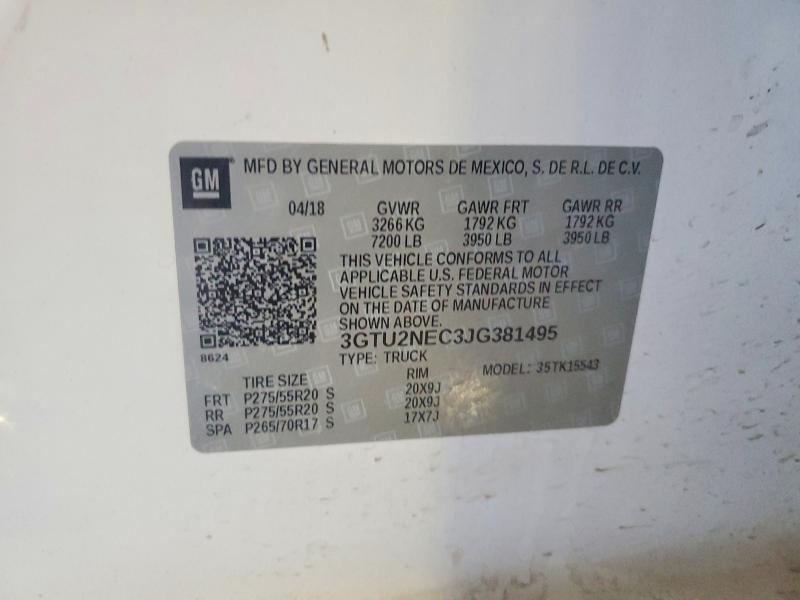 GM
MFD BY GENERAL MOTORS DE MEXICO, S. DE R.L. DE C.V.
04/18 GVWR GAWR FRT GAWR RR
3266 KG 1792 KG 1792 KG
7200 LB 3950 LB 3950 LB
THIS VEHICLE CONFORMS TO ALL
APPLICABLE U.S. FEDERAL MOTOR
VEHICLE SAFETY STANDARDS IN EFFECT
ON THE DATE OF MANUFACTURE
SHOWN ABOVE.
3GTU2NEC3JG381495
8624
TYPE: TRUCK
MODEL: 35TK15543
TIRE SIZE RIM
FRT P275/55R20 S 20X9J
RR P275/55R20 S 20X9J
SPA P265/70R17 S 17X7J